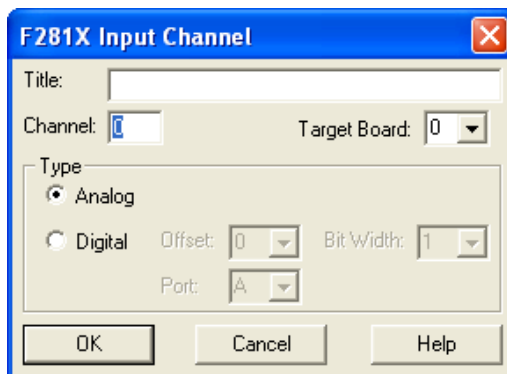 F281X Input Channel
Title:
Channel: 0 Target Board: 0
Type
Analog
Digital Offset: 0 Bit Width: 1
Port: A
OK Cancel Help